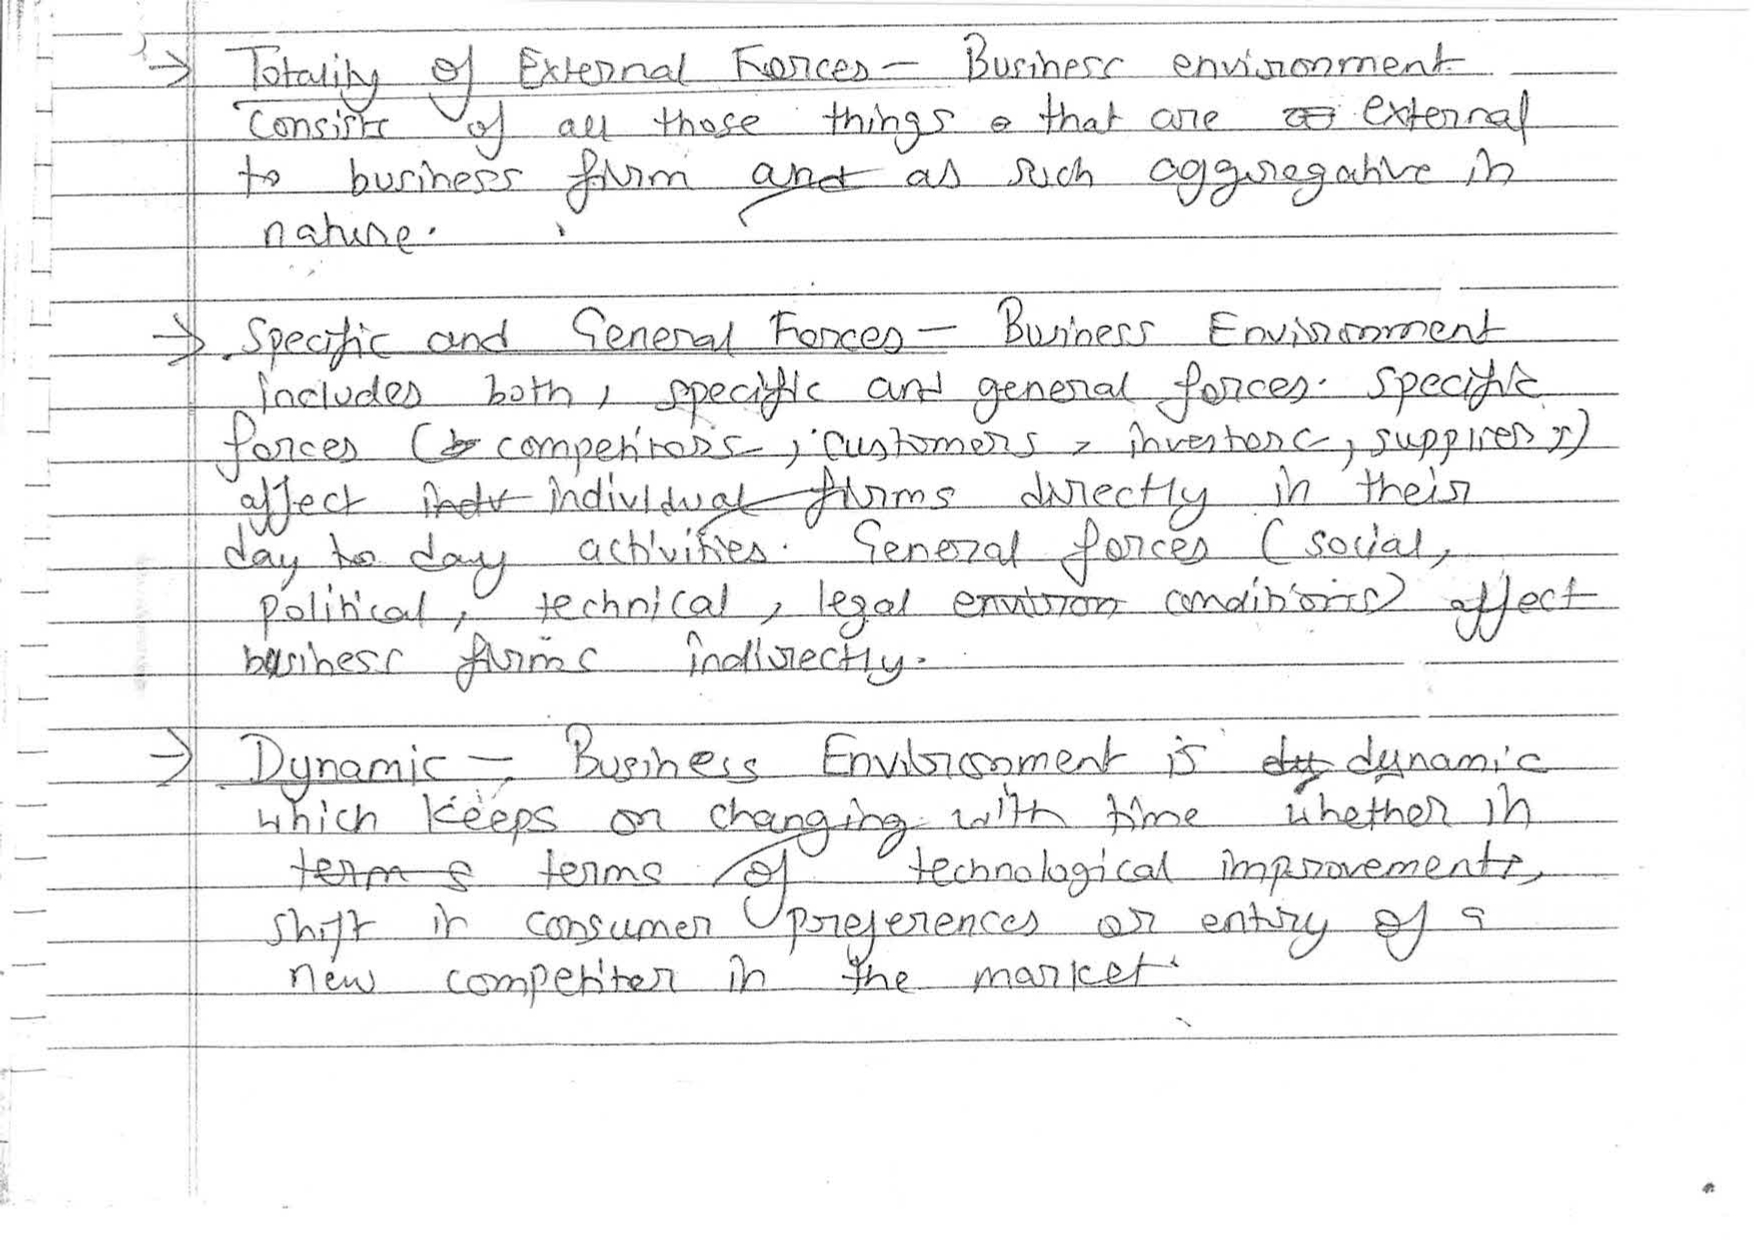 → Totality of External Forces - Business environment
consists of all those things that are external
to business firm and as such aggregative in
nature.
→ Specific and General Forces - Business Environment
includes both, specific and general forces. Specific
forces (competitors, customers, investors, suppliers)
affect individual firms directly in their
day to day activities. General forces (social,
political, technical, legal conditions) affect
business firms indirectly.
→ Dynamic - Business Environment is dynamic
which keeps on changing with time whether in
terms of technological improvements,
shift in consumer preferences or entry of a
new competitor in the market.